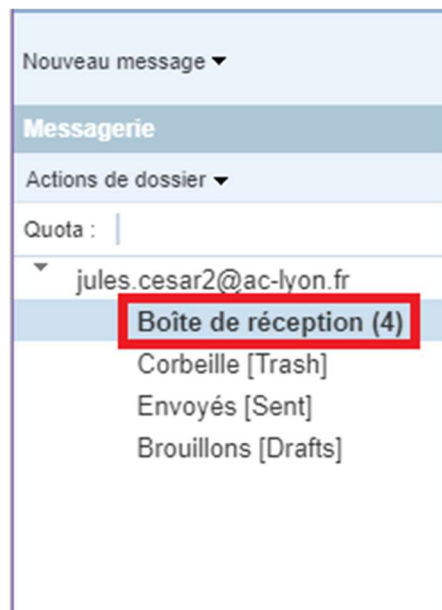 Nouveau message
Messagerie
Actions de dossier
Quota :
jules.cesar2@ac-lyon.fr
Boîte de réception (4)
Corbeille [Trash]
Envoyés [Sent]
Brouillons [Drafts]